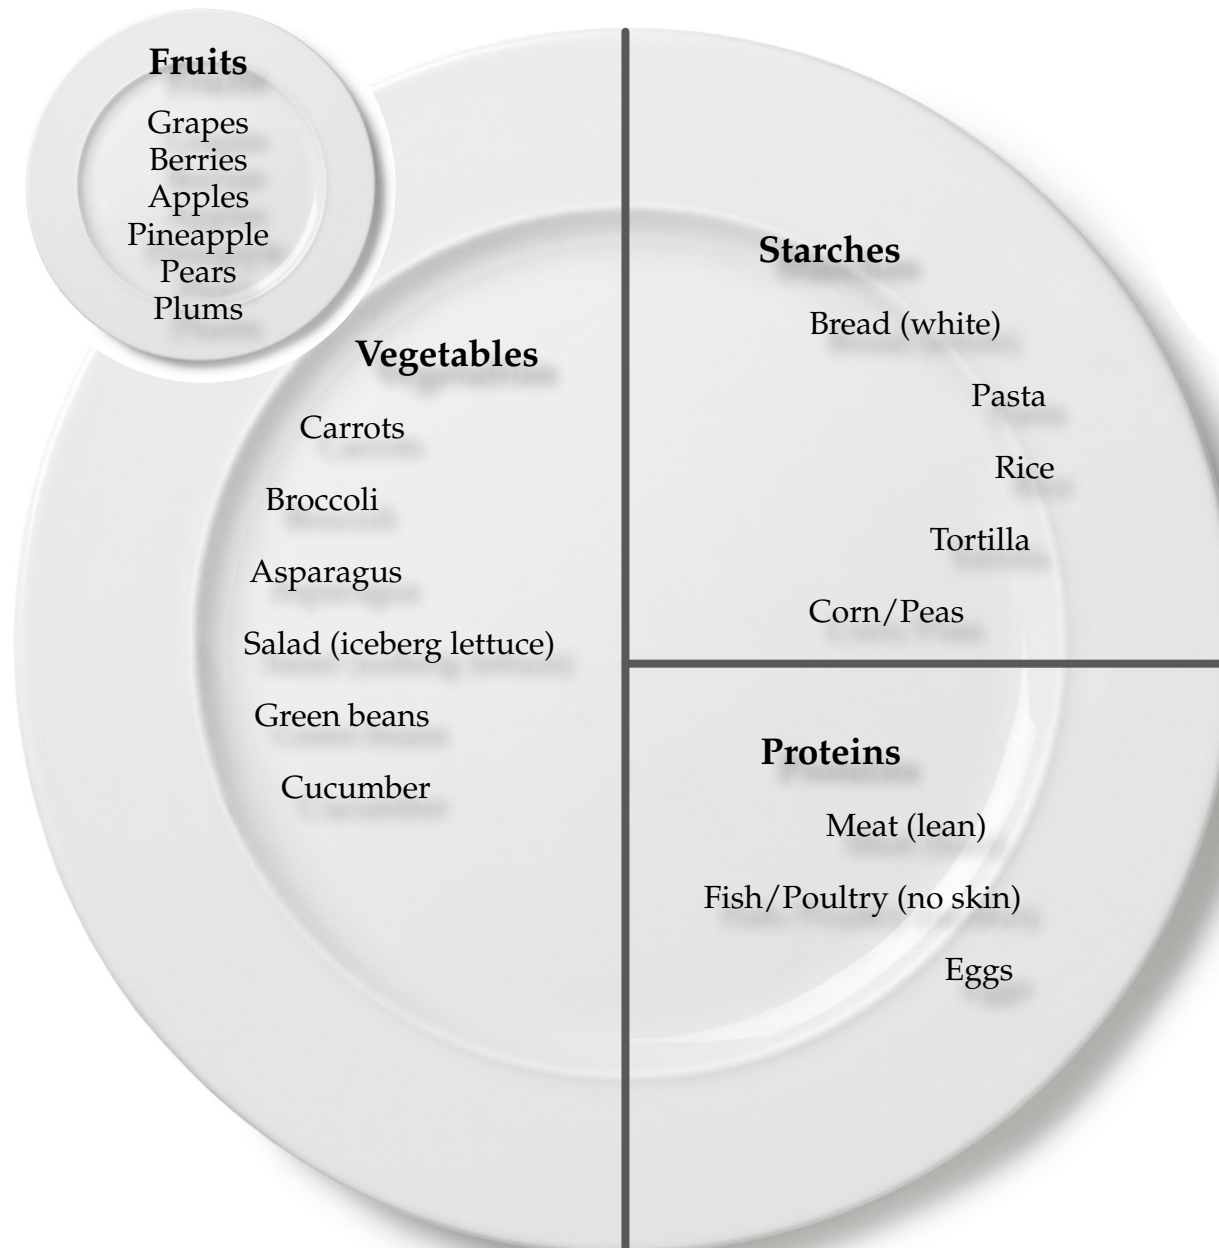 Fruits
Grapes
Berries
Apples
Pineapple
Pears
Plums
Vegetables
Carrots
Broccoli
Asparagus
Salad (iceberg lettuce)
Green beans
Cucumber
Starches
Bread (white)
Pasta
Rice
Tortilla
Corn/Peas
Proteins
Meat (lean)
Fish/Poultry (no skin)
Eggs